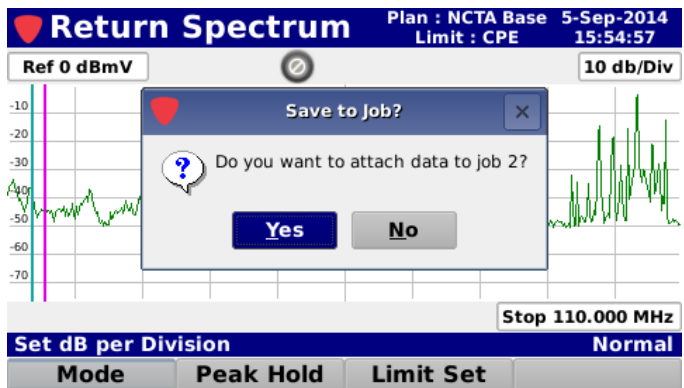 Return Spectrum
Plan : NCTA Base 5-Sep-2014
Limit : CPE 15:54:57
Ref 0 dBmV
10 db/Div
Save to Job?
Do you want to attach data to job 2?
Yes
No
-10
-20
-30
-40
-50
-60
-70
Stop 110.000 MHz
Set dB per Division
Normal
Mode
Peak Hold
Limit Set